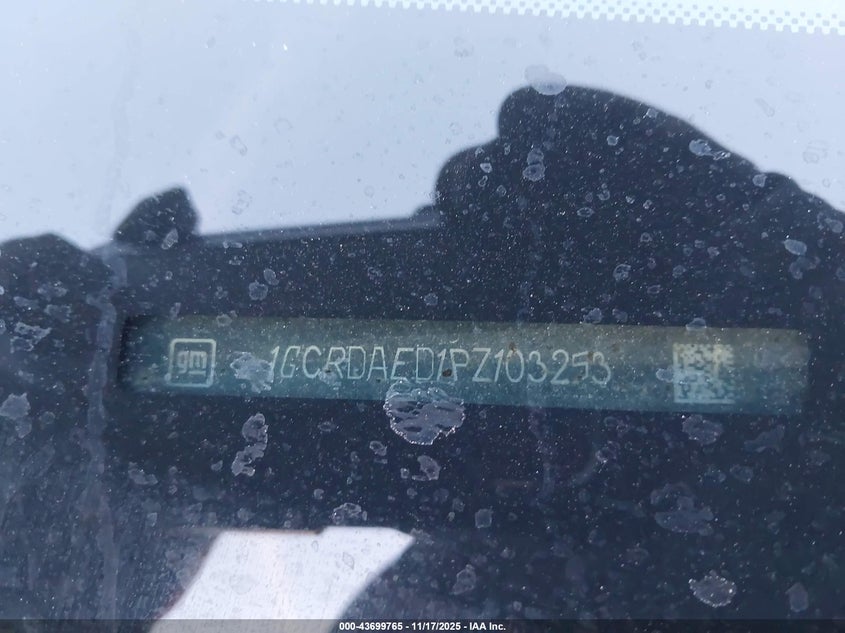 gm 1GCRDAED1PZ103253
000-43699765 - 11/17/2025 - IAA Inc.